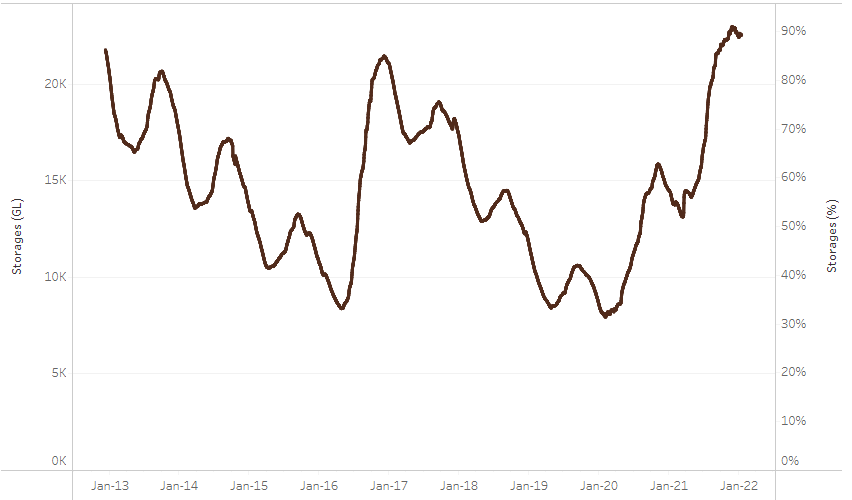 90%
20K
80%
70%
15K
60%
Storages (GL)
Storages (%)
50%
10K
40%
30%
5K
20%
10%
0K
0%
Jan-13 Jan-14 Jan-15 Jan-16 Jan-17 Jan-18 Jan-19 Jan-20 Jan-21 Jan-22